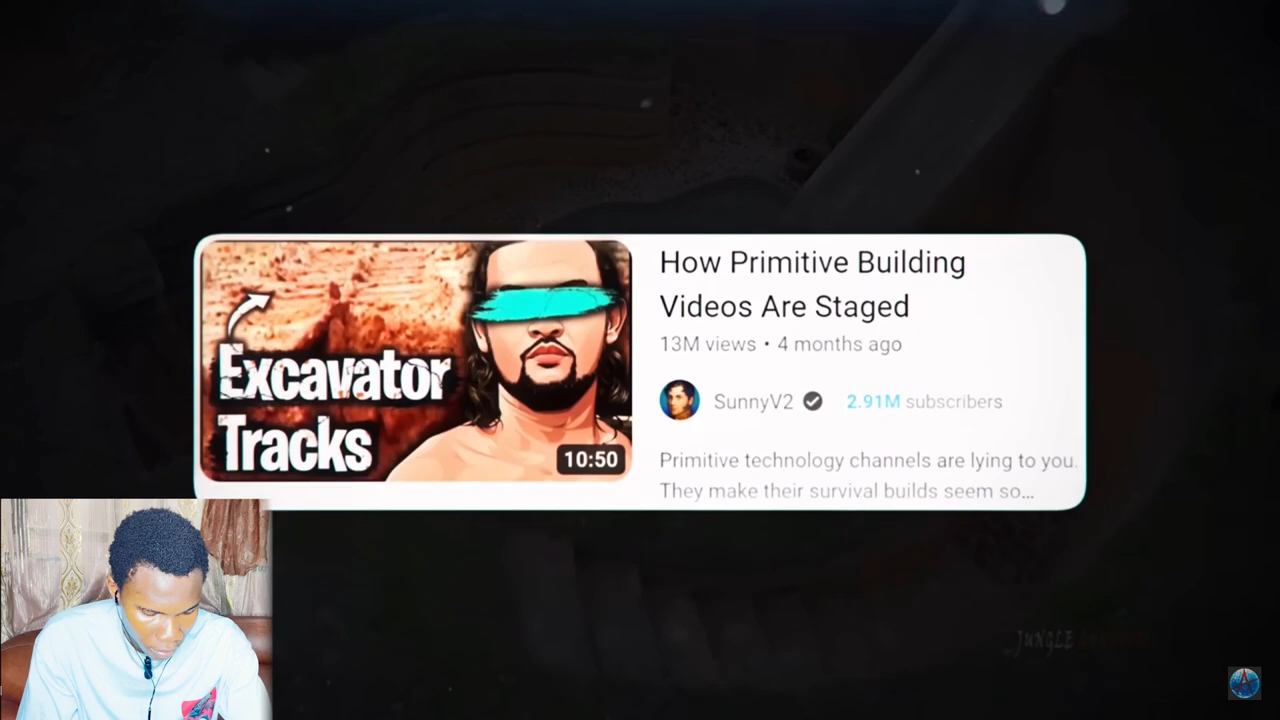 How Primitive Building
Videos Are Staged
13M views • 4 months ago
SunnyV2
2.91M subscribers
Primitive technology channels are lying to you.
They make their survival builds seem so...
Excavator
Tracks
10:50
JUNGLE